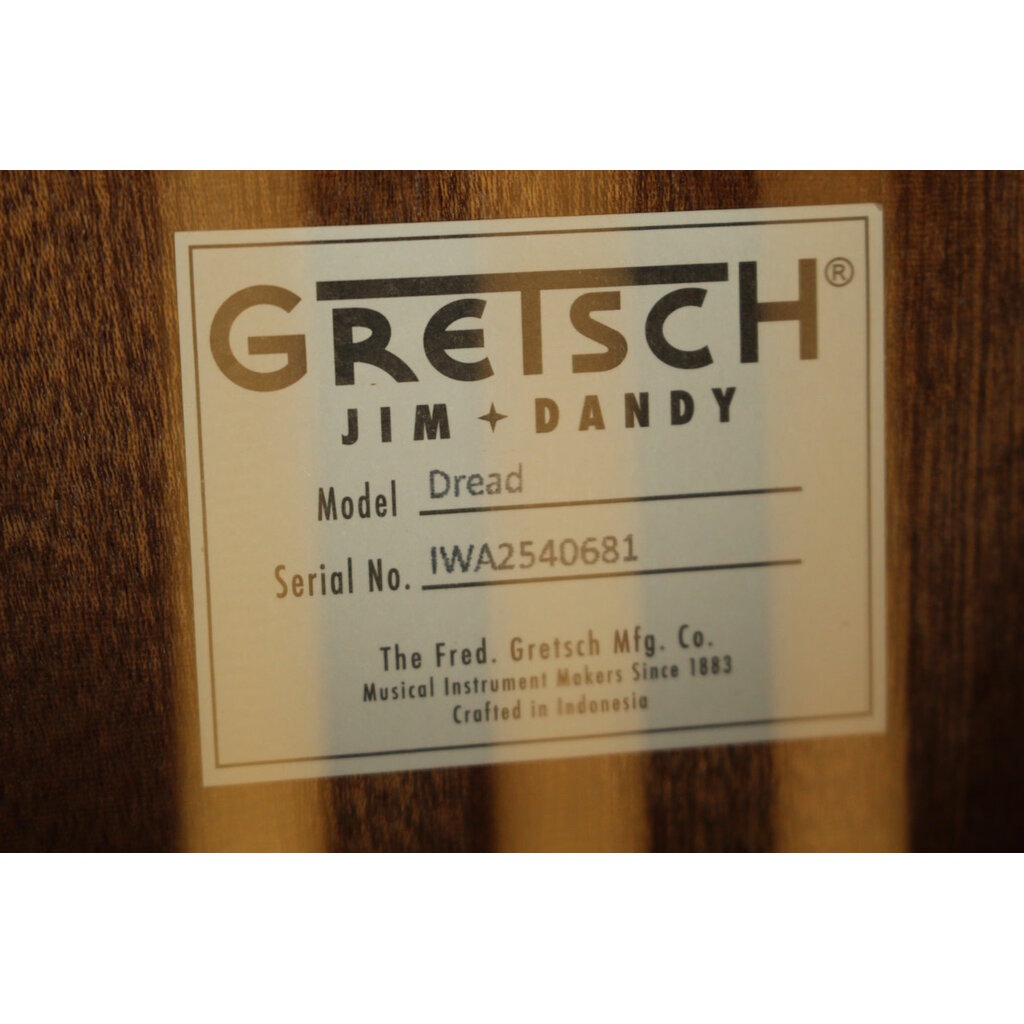 GRETSCH®
JIM + DANDY
Model Dread
Serial No. IWA2540681
The Fred. Gretsch Mfg. Co.
Musical Instrument Makers Since 1883
Crafted in Indonesia